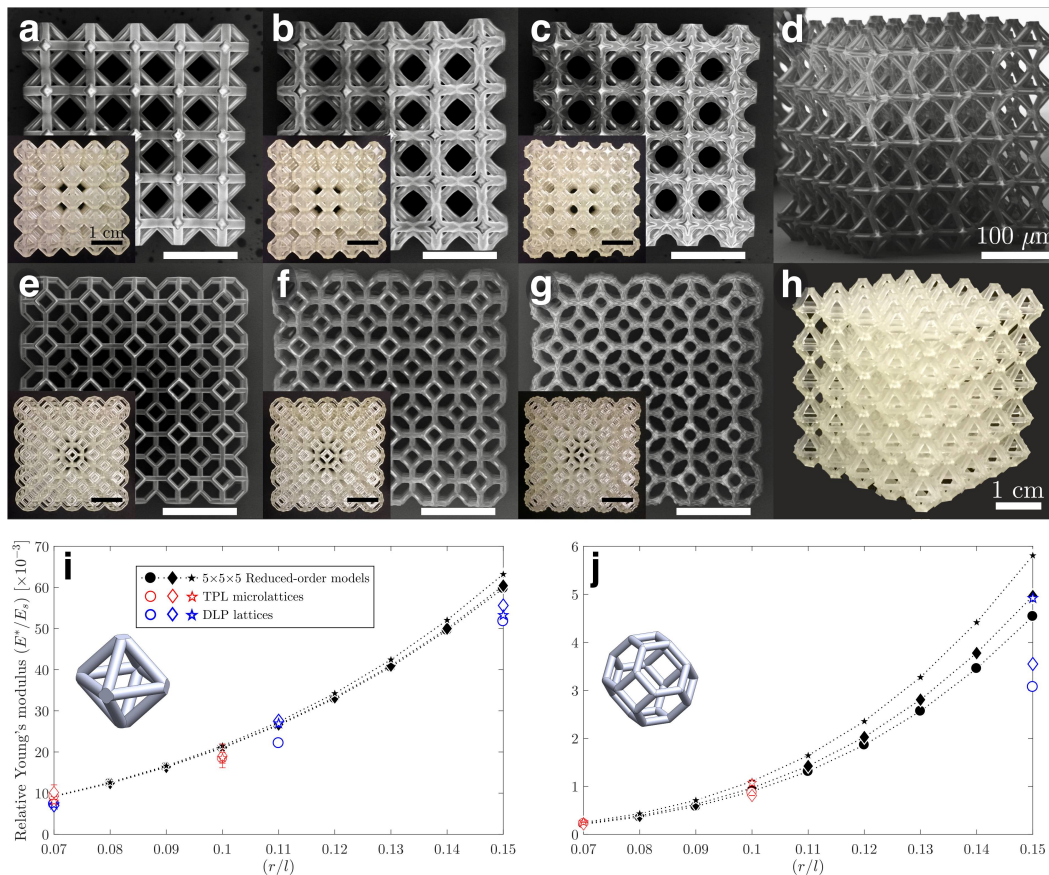 a b c d
1 cm
100 μm
e f g h
1 cm
i
70
60
50
40
30
20
10
0
Relative Young's modulus (E*/E_s) [×10⁻³]
5×5×5 Reduced-order models
TPL microlattices
DLP lattices
0.07 0.08 0.09 0.1 0.11 0.12 0.13 0.14 0.15
(r/l)
j
6
5
4
3
2
1
0
0.07 0.08 0.09 0.1 0.11 0.12 0.13 0.14 0.15
(r/l)